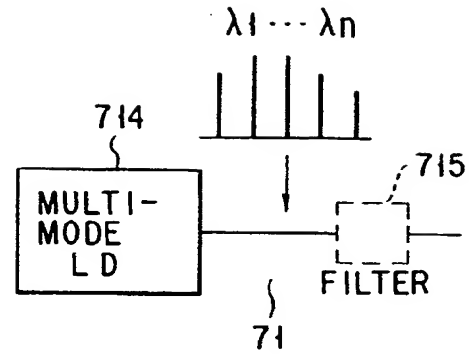 λ1 ···· λn
714
715
MULTI-
MODE
LD
FILTER
71